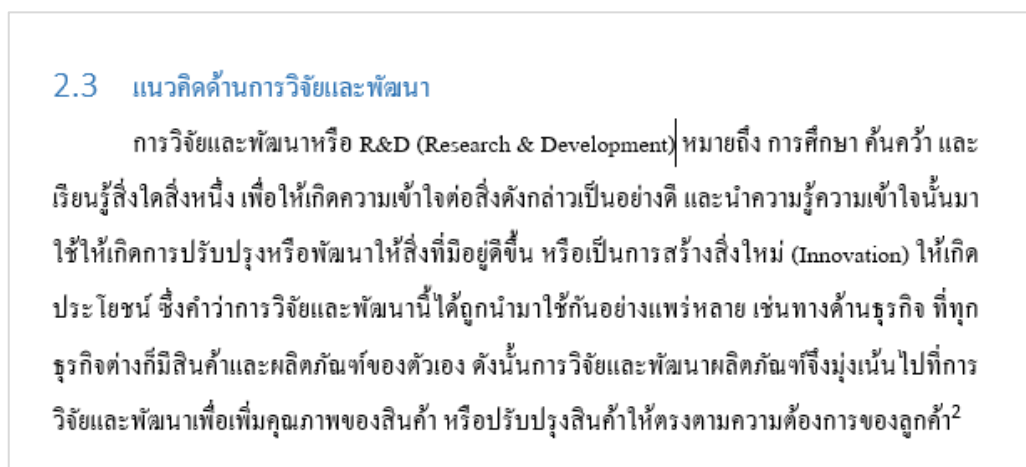 2.3 แนวคิดด้านการวิจัยและพัฒนา
การวิจัยและพัฒนาหรือ R&D (Research & Development) หมายถึง การศึกษา ค้นคว้า และ
เรียนรู้สิ่งใดสิ่งหนึ่ง เพื่อให้เกิดความเข้าใจต่อสิ่งดังกล่าวเป็นอย่างดี และนำความรู้ความเข้าใจนั้นมา
ใช้ให้เกิดการปรับปรุงหรือพัฒนาให้สิ่งที่มีอยู่ดีขึ้น หรือเป็นการสร้างสิ่งใหม่ (Innovation) ให้เกิด
ประโยชน์ ซึ่งคำว่าการวิจัยและพัฒนานี้ได้ถูกนำมาใช้กันอย่างแพร่หลาย เช่นทางด้านธุรกิจ ที่ทุก
ธุรกิจต่างก็มีสินค้าและผลิตภัณฑ์ของตัวเอง ดังนั้นการวิจัยและพัฒนาผลิตภัณฑ์จึงมุ่งเน้นไปที่การ
วิจัยและพัฒนาเพื่อเพิ่มคุณภาพของสินค้า หรือปรับปรุงสินค้าให้ตรงตามความต้องการของลูกค้า²